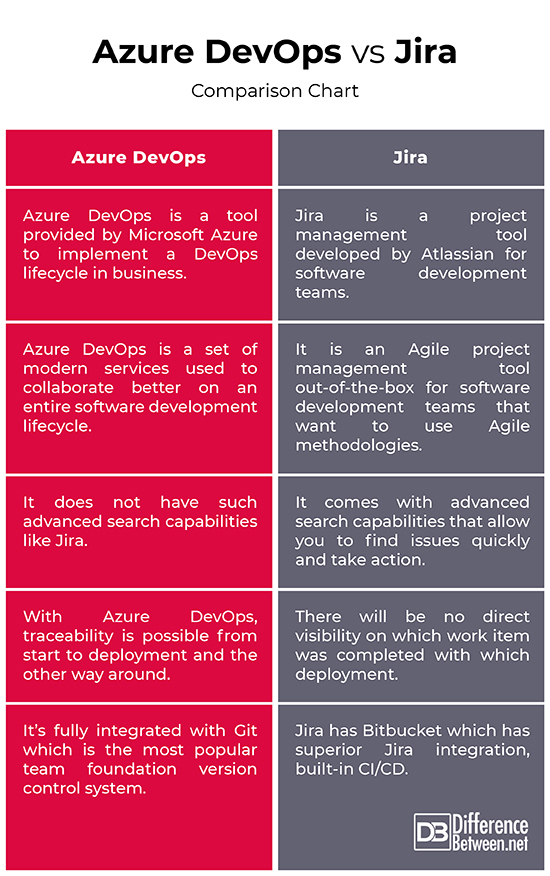 Azure DevOps vs Jira
Comparison Chart
Azure DevOps
Jira
Azure DevOps is a tool
provided by Microsoft Azure
to implement a DevOps
lifecycle in business.
Jira is a project
management tool
developed by Atlassian for
software development
teams.
Azure DevOps is a set of
modern services used to
collaborate better on an
entire software development
lifecycle.
It is an Agile project
management tool
out-of-the-box for software
development teams that
want to use Agile
methodologies.
It does not have such
advanced search capabilities
like Jira.
It comes with advanced
search capabilities that allow
you to find issues quickly
and take action.
With Azure DevOps,
traceability is possible from
start to deployment and the
other way around.
There will be no direct
visibility on which work item
was completed with which
deployment.
It’s fully integrated with Git
which is the most popular
team foundation version
control system.
Jira has Bitbucket which has
superior Jira integration,
built-in CI/CD.
DB Difference
Between.net